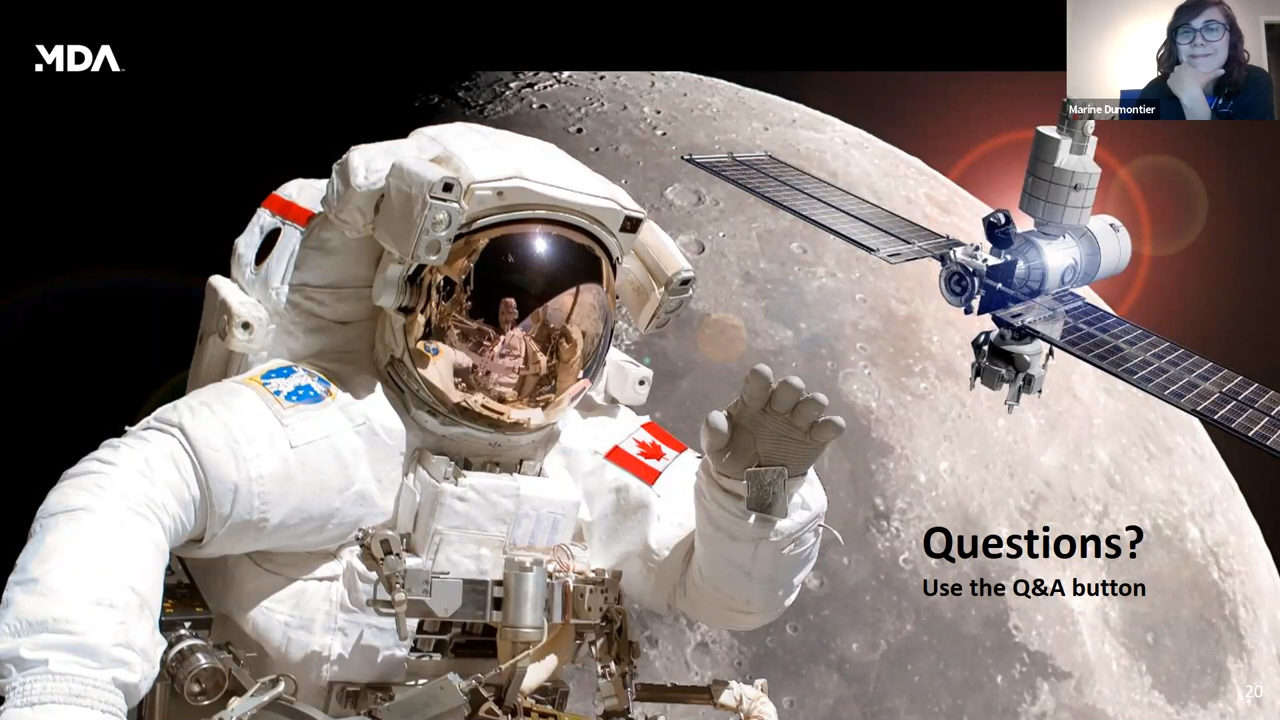 MDA
Marine Dumontier
Questions?
Use the Q&A button
20